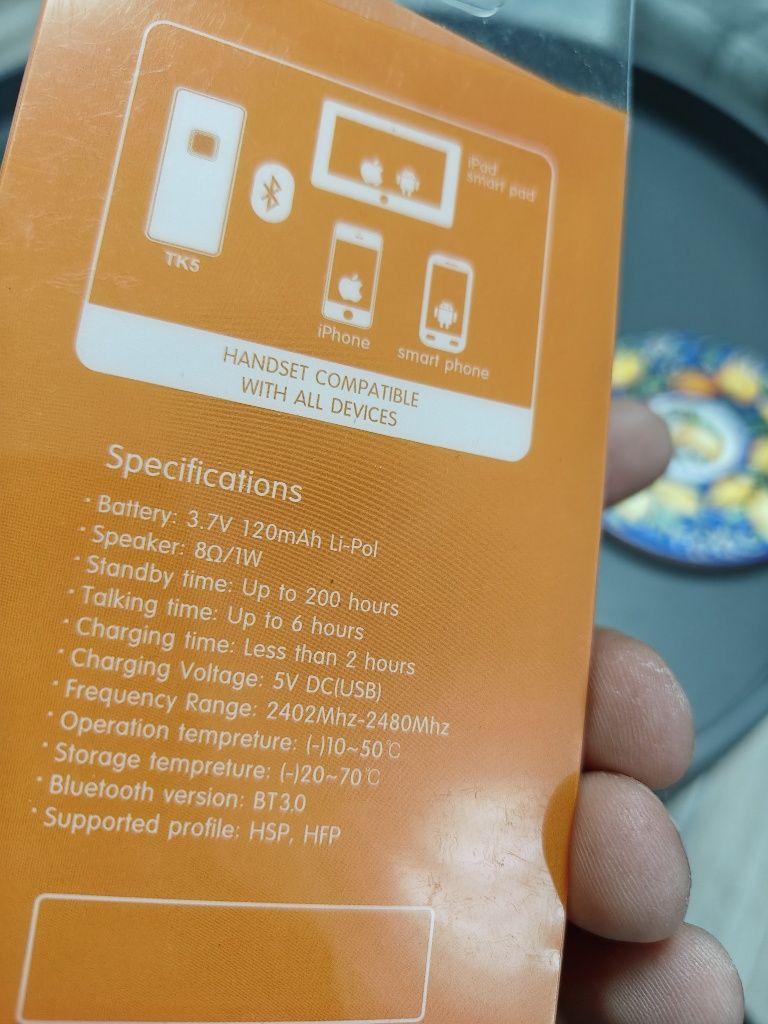 iPad
smart pad
TK5
iPhone
smart phone
HANDSET COMPATIBLE
WITH ALL DEVICES
Specifications
· Battery: 3.7V 120mAh Li-Pol
· Speaker: 8Ω/1W
· Standby time: Up to 200 hours
· Talking time: Up to 6 hours
· Charging time: Less than 2 hours
· Charging Voltage: 5V DC(USB)
· Frequency Range: 2402Mhz-2480Mhz
· Operation tempreture: (-)10~50℃
· Storage tempreture: (-)20~70℃
· Bluetooth version: BT3.0
· Supported profile: HSP, HFP